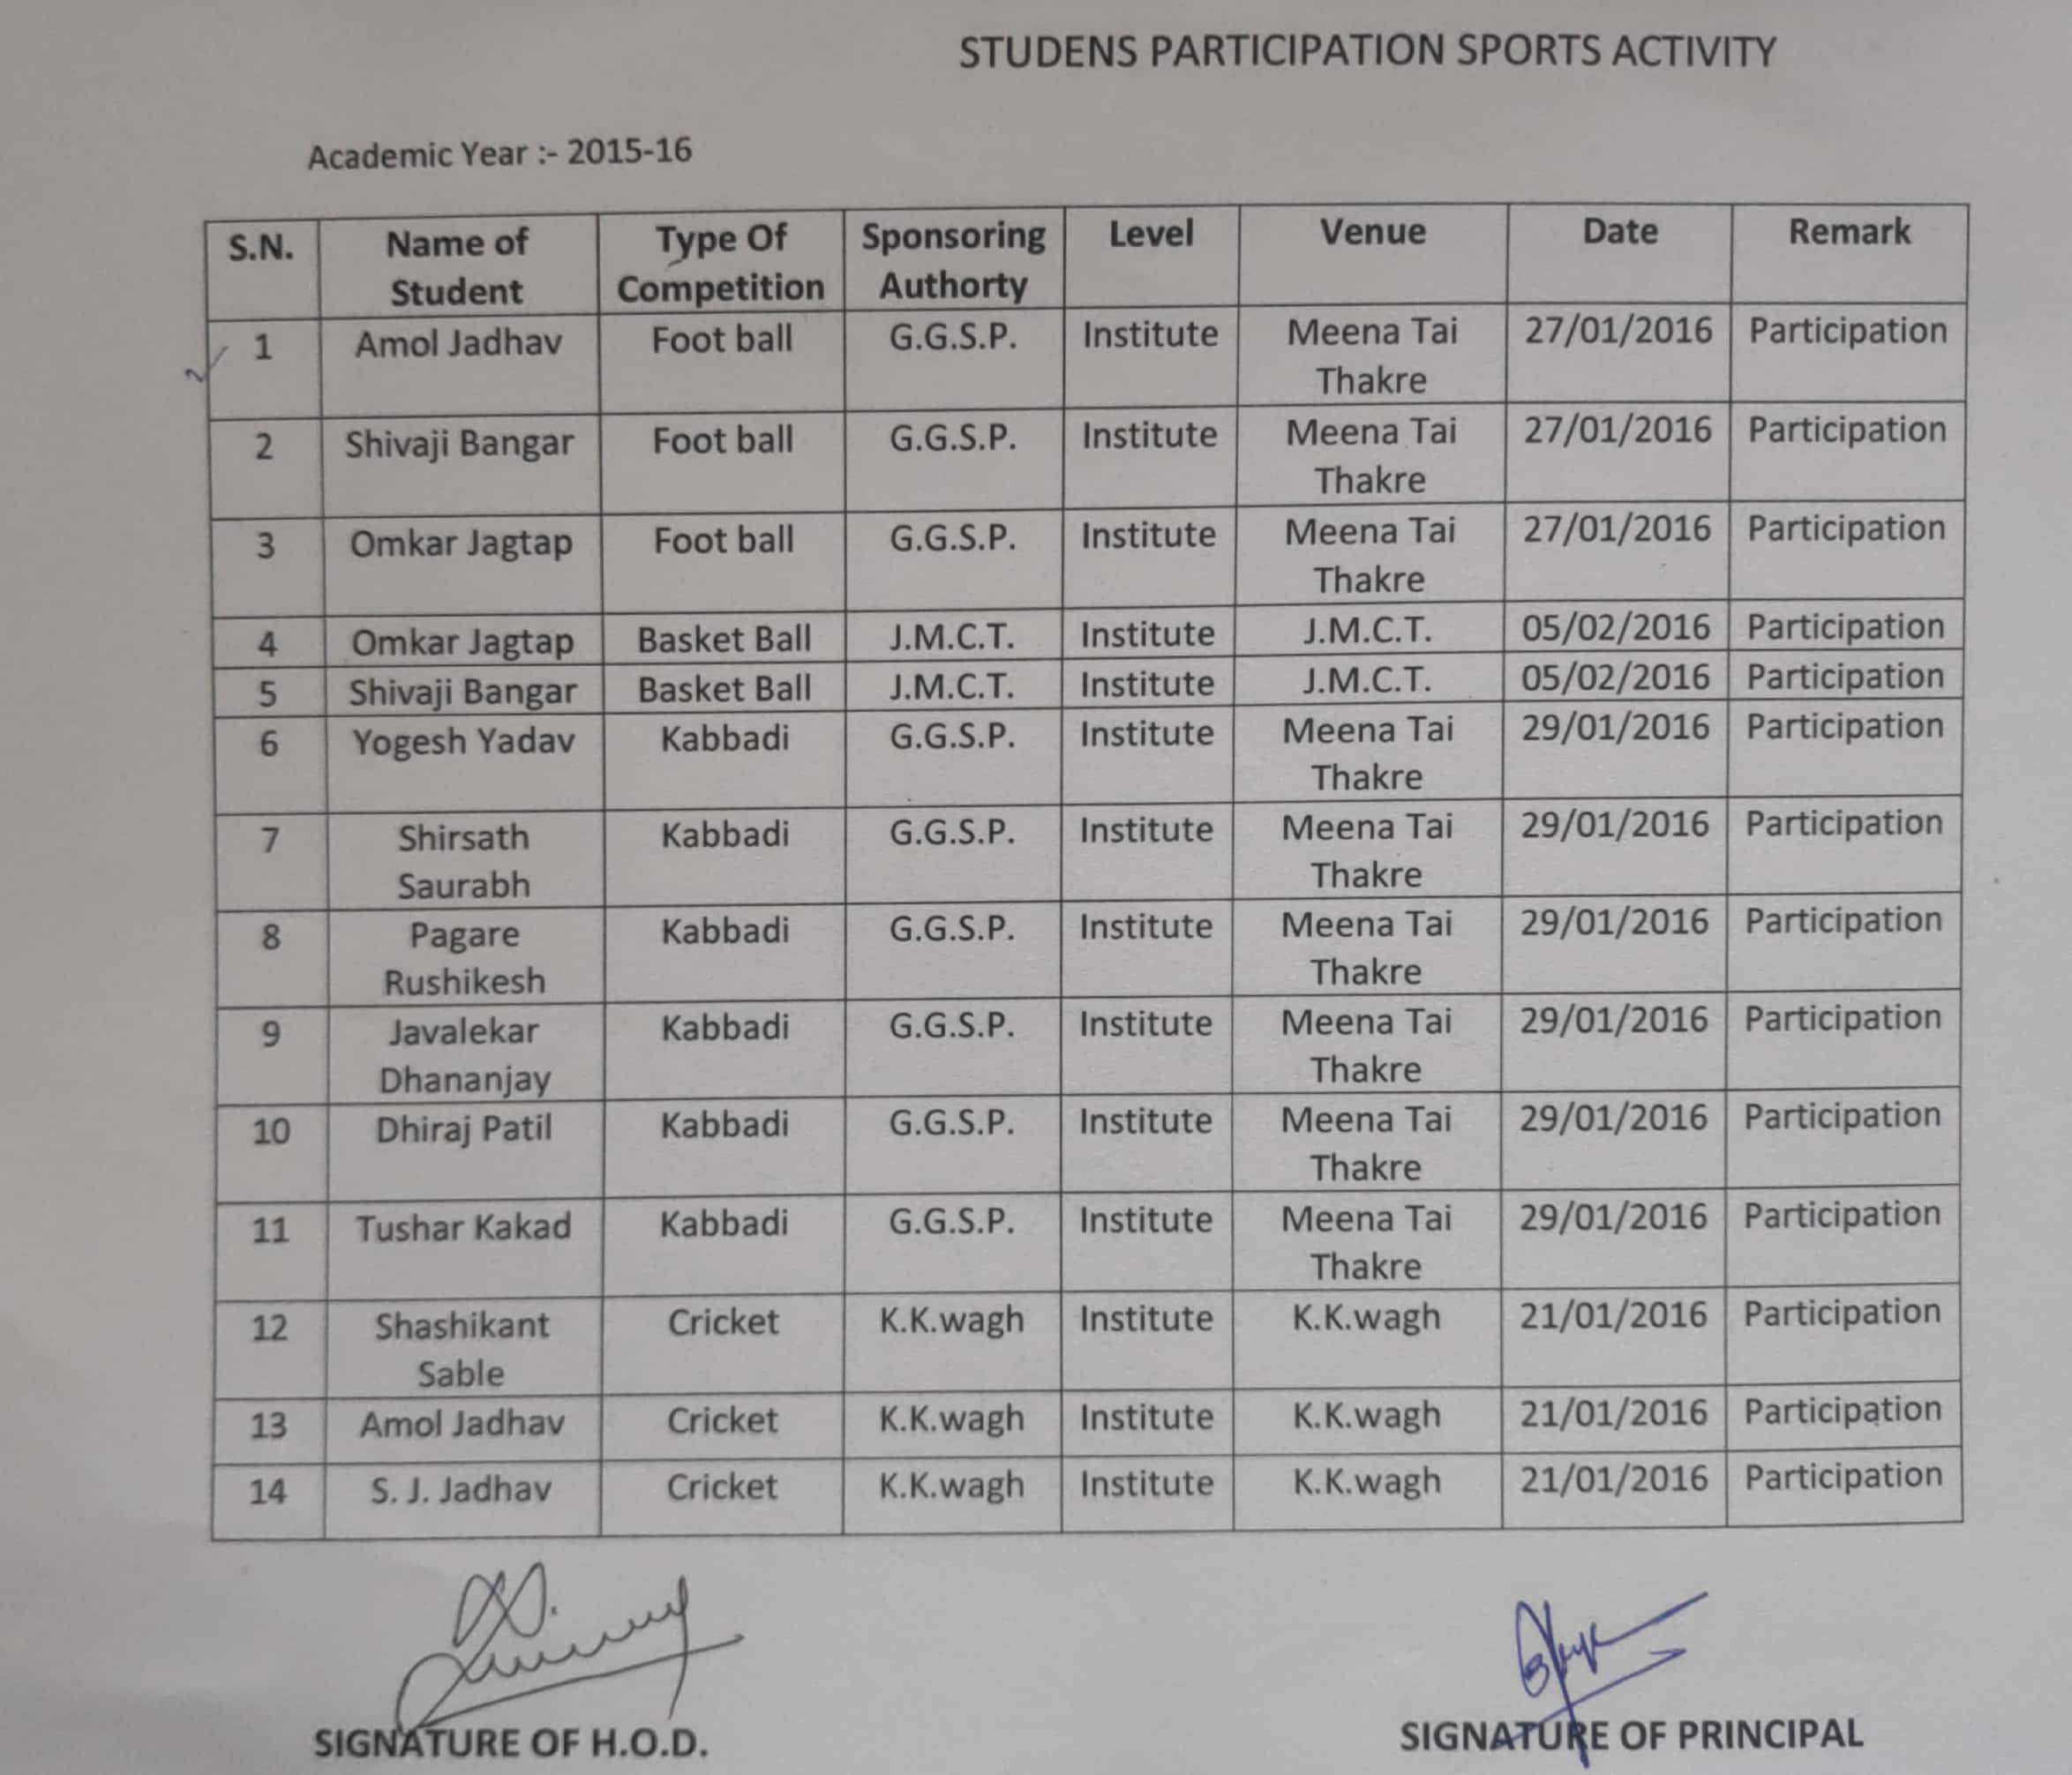 STUDENS PARTICIPATION SPORTS ACTIVITY
Academic Year :- 2015-16
S.N. Name of Student Type Of Competition Sponsoring Authorty Level Venue Date Remark
1 Amol Jadhav Foot ball G.G.S.P. Institute Meena Tai Thakre 27/01/2016 Participation
2 Shivaji Bangar Foot ball G.G.S.P. Institute Meena Tai Thakre 27/01/2016 Participation
3 Omkar Jagtap Foot ball G.G.S.P. Institute Meena Tai Thakre 27/01/2016 Participation
4 Omkar Jagtap Basket Ball J.M.C.T. Institute J.M.C.T. 05/02/2016 Participation
5 Shivaji Bangar Basket Ball J.M.C.T. Institute J.M.C.T. 05/02/2016 Participation
6 Yogesh Yadav Kabbadi G.G.S.P. Institute Meena Tai Thakre 29/01/2016 Participation
7 Shirsath Saurabh Kabbadi G.G.S.P. Institute Meena Tai Thakre 29/01/2016 Participation
8 Pagare Rushikesh Kabbadi G.G.S.P. Institute Meena Tai Thakre 29/01/2016 Participation
9 Javalekar Dhananjay Kabbadi G.G.S.P. Institute Meena Tai Thakre 29/01/2016 Participation
10 Dhiraj Patil Kabbadi G.G.S.P. Institute Meena Tai Thakre 29/01/2016 Participation
11 Tushar Kakad Kabbadi G.G.S.P. Institute Meena Tai Thakre 29/01/2016 Participation
12 Shashikant Sable Cricket K.K.wagh Institute K.K.wagh 21/01/2016 Participation
13 Amol Jadhav Cricket K.K.wagh Institute K.K.wagh 21/01/2016 Participation
14 S. J. Jadhav Cricket K.K.wagh Institute K.K.wagh 21/01/2016 Participation
SIGNATURE OF H.O.D. SIGNATURE OF PRINCIPAL